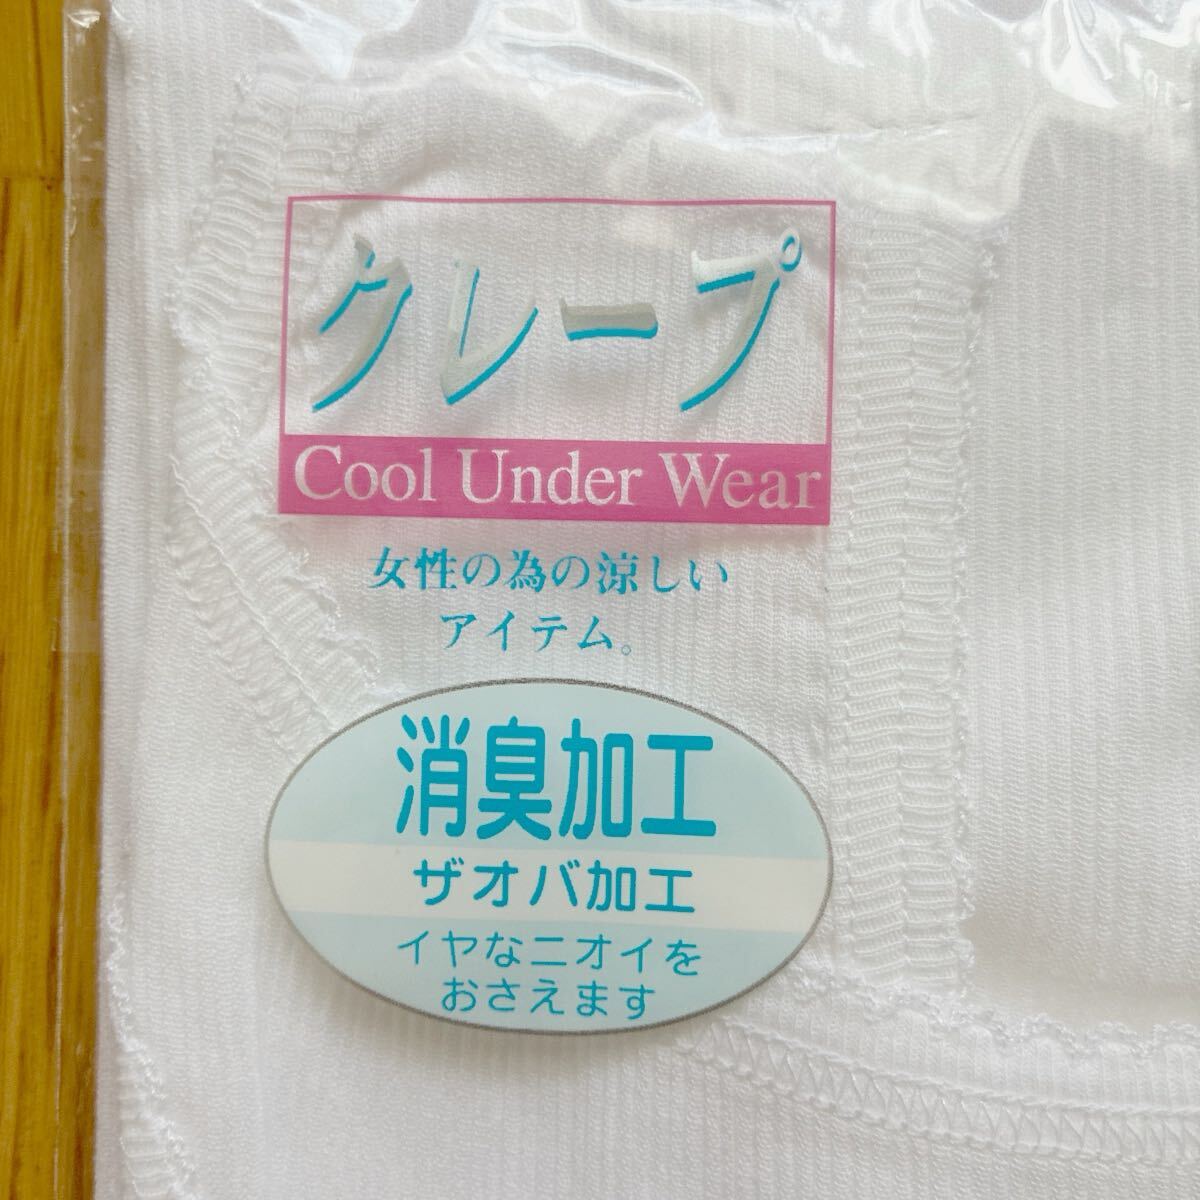 クレープ
Cool Under Wear
女性の為の涼しい
アイテム。
消臭加工
ザオバ加工
イヤなニオイを
おさえます